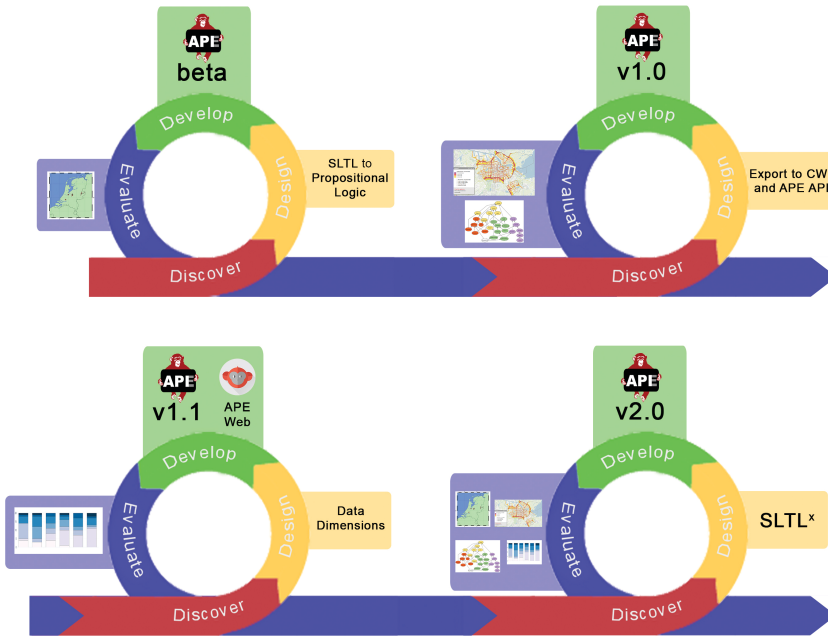 APE
beta
Develop
Evaluate
Design
SLTL to
Propositional
Logic
Discover
APE
v1.0
Develop
Evaluate
Design
Export to CW
and APE API
Discover
APE
v1.1
APE
Web
Develop
Evaluate
Design
Data
Dimensions
Discover
APE
v2.0
Develop
Evaluate
Design
SLTLˣ
Discover